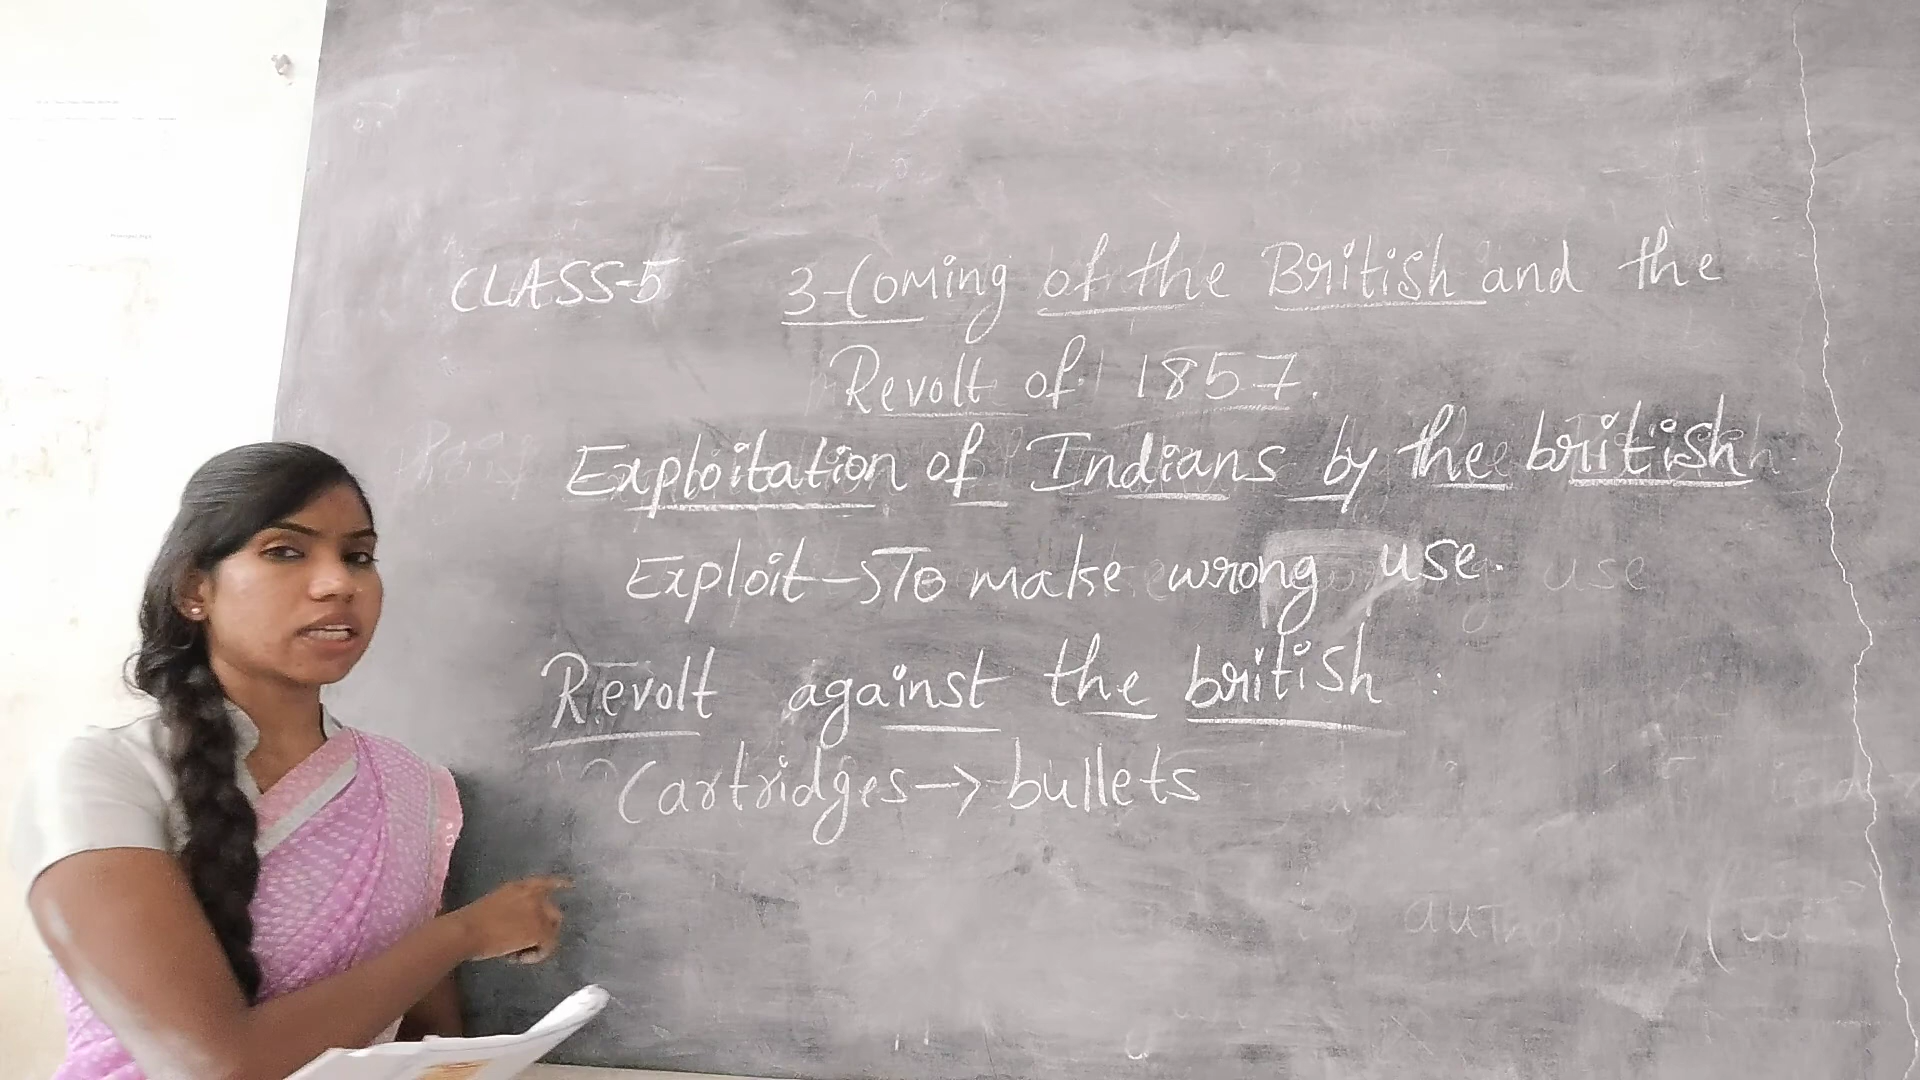 CLASS-5 3-Coming of the British and the
Revolt of 1857.
Exploitation of Indians by the british
Exploit→To make wrong use.
Revolt against the british :
Cartridges→bullets